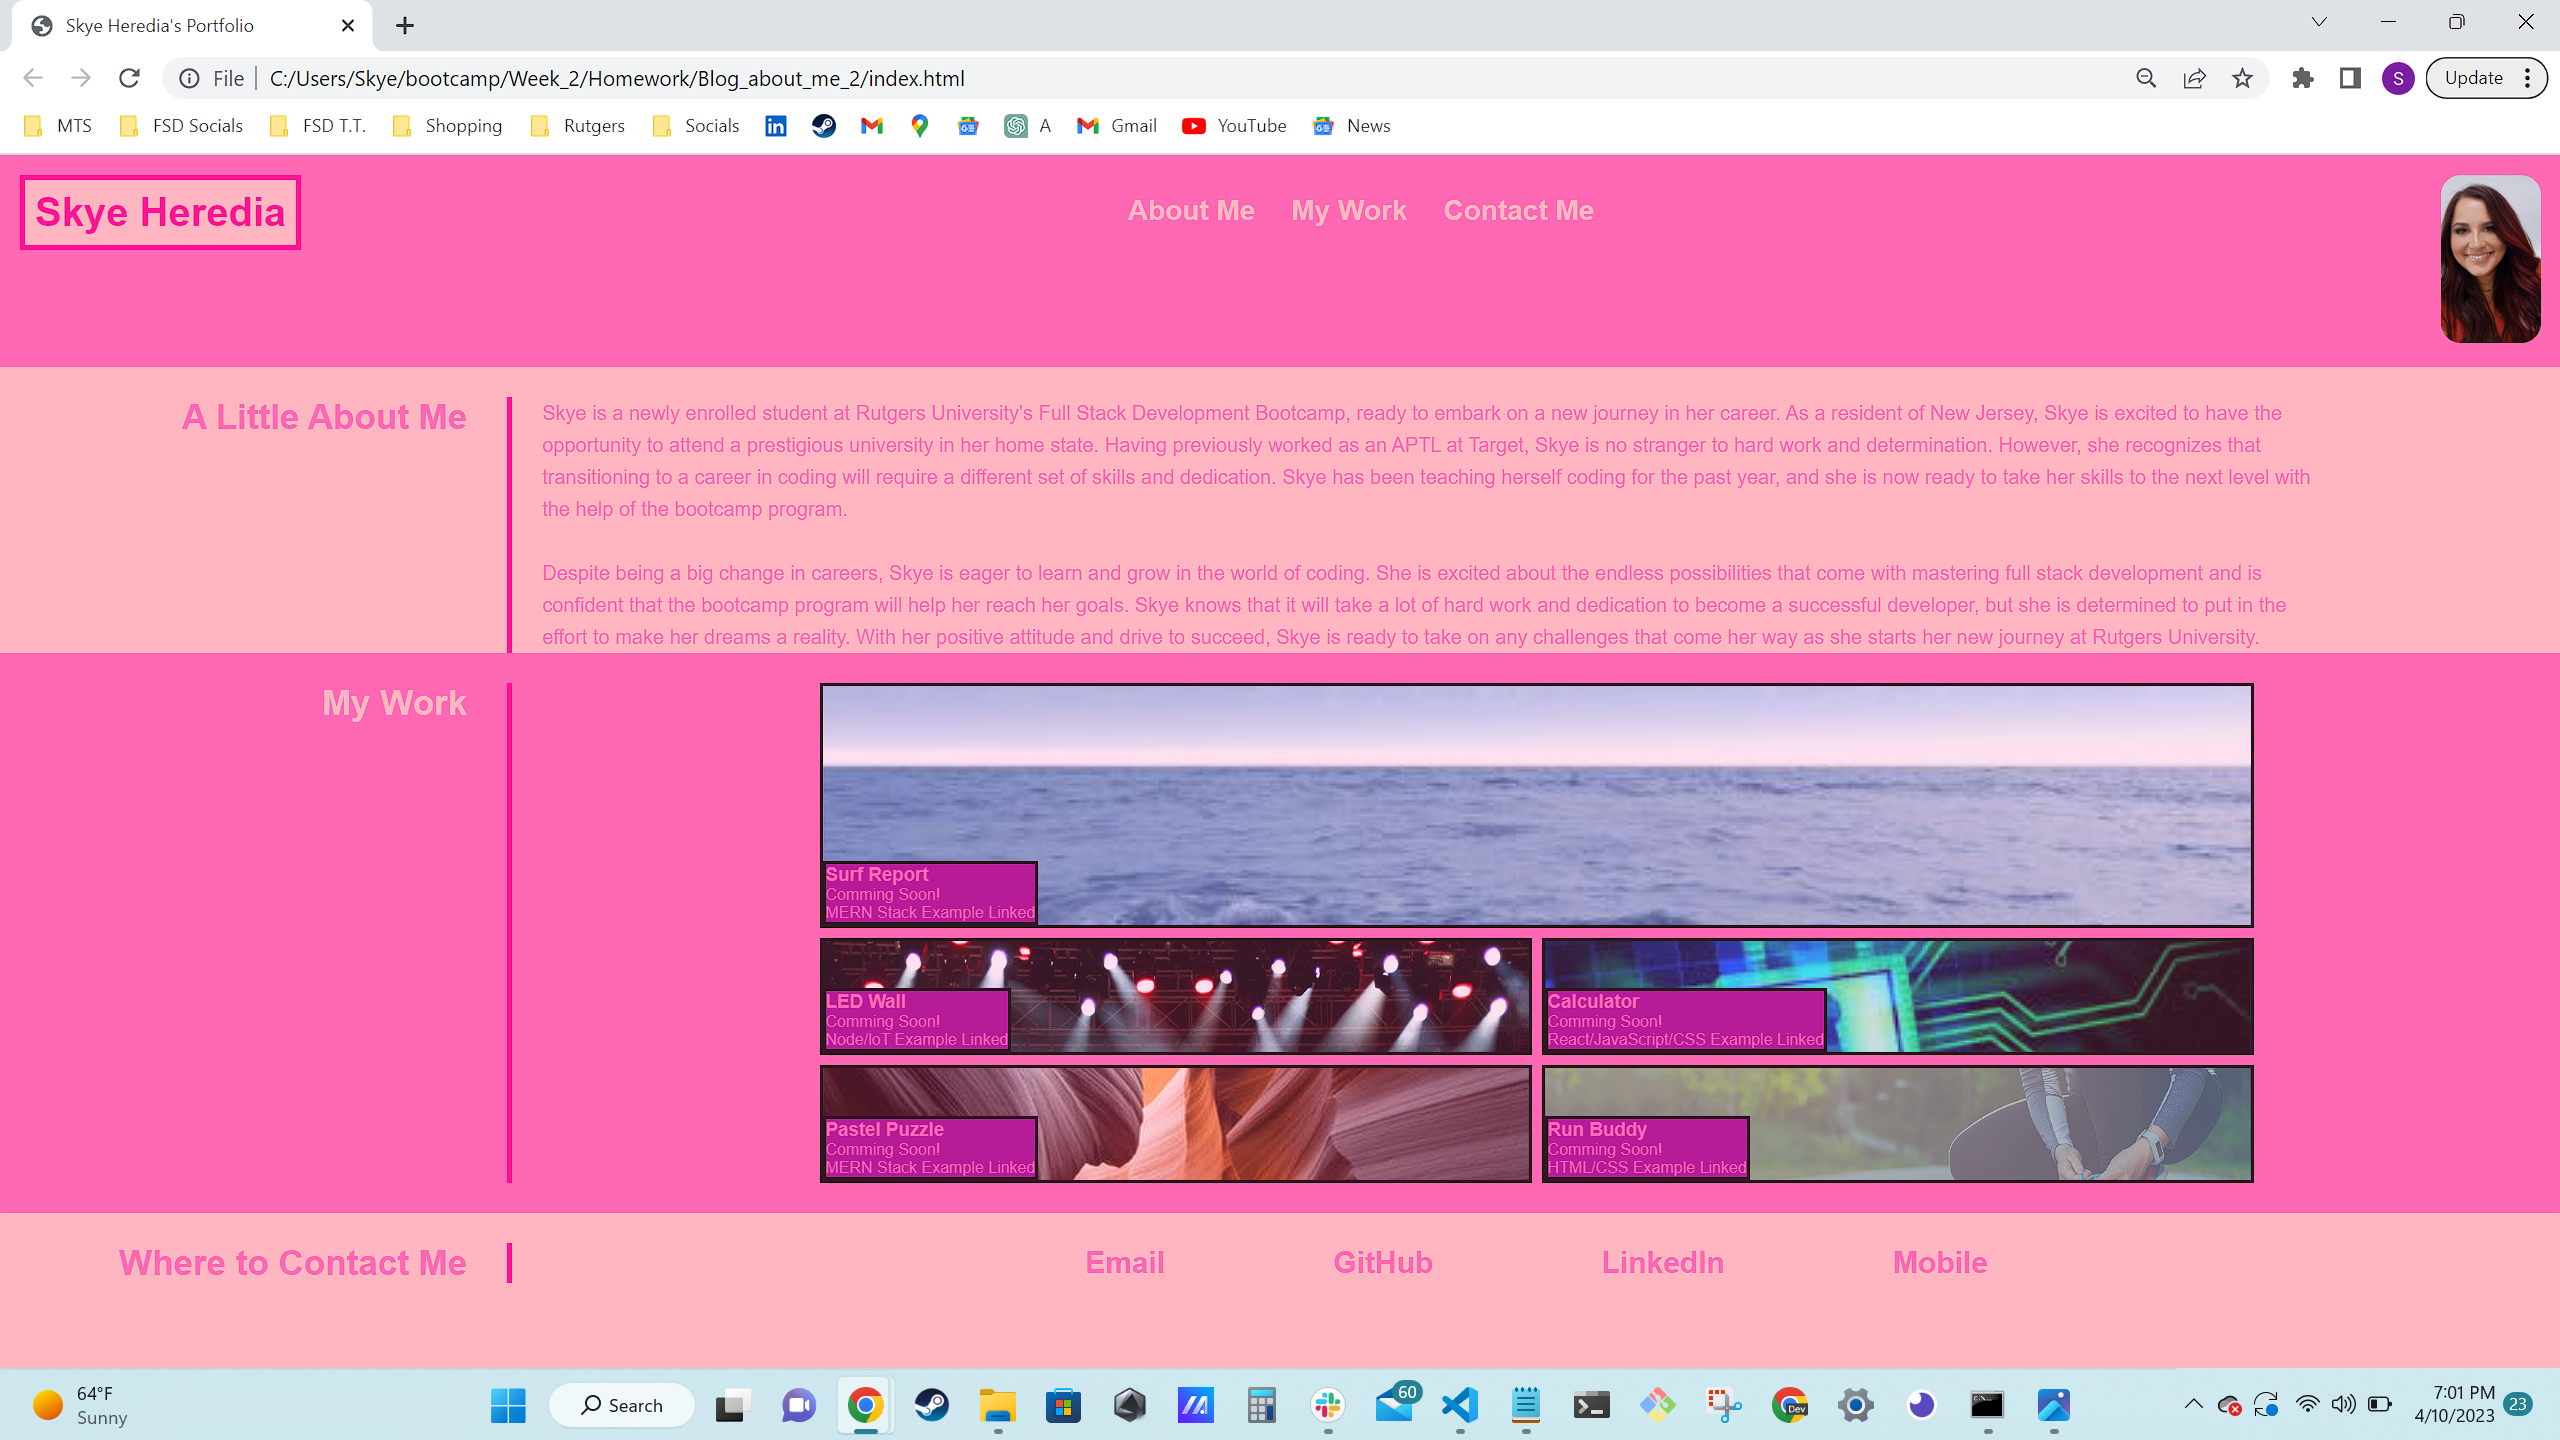 Skye Heredia's Portfolio
File
C:/Users/Skye/bootcamp/Week_2/Homework/Blog_about_me_2/index.html
S
Update
MTS
FSD Socials
FSD T.T.
Shopping
Rutgers
Socials
A
Gmail
YouTube
News
Skye Heredia
About Me
My Work
Contact Me
A Little About Me
Skye is a newly enrolled student at Rutgers University's Full Stack Development Bootcamp, ready to embark on a new journey in her career. As a resident of New Jersey, Skye is excited to have the
opportunity to attend a prestigious university in her home state. Having previously worked as an APTL at Target, Skye is no stranger to hard work and determination. However, she recognizes that
transitioning to a career in coding will require a different set of skills and dedication. Skye has been teaching herself coding for the past year, and she is now ready to take her skills to the next level with
the help of the bootcamp program.
Despite being a big change in careers, Skye is eager to learn and grow in the world of coding. She is excited about the endless possibilities that come with mastering full stack development and is
confident that the bootcamp program will help her reach her goals. Skye knows that it will take a lot of hard work and dedication to become a successful developer, but she is determined to put in the
effort to make her dreams a reality. With her positive attitude and drive to succeed, Skye is ready to take on any challenges that come her way as she starts her new journey at Rutgers University.
My Work
Surf Report
Comming Soon!
MERN Stack Example Linked
LED Wall
Comming Soon!
Node/IoT Example Linked
Calculator
Comming Soon!
React/JavaScript/CSS Example Linked
Pastel Puzzle
Comming Soon!
MERN Stack Example Linked
Run Buddy
Comming Soon!
HTML/CSS Example Linked
Where to Contact Me
Email
GitHub
LinkedIn
Mobile
64°F
Sunny
Search
60
Dev
7:01 PM
4/10/2023
23